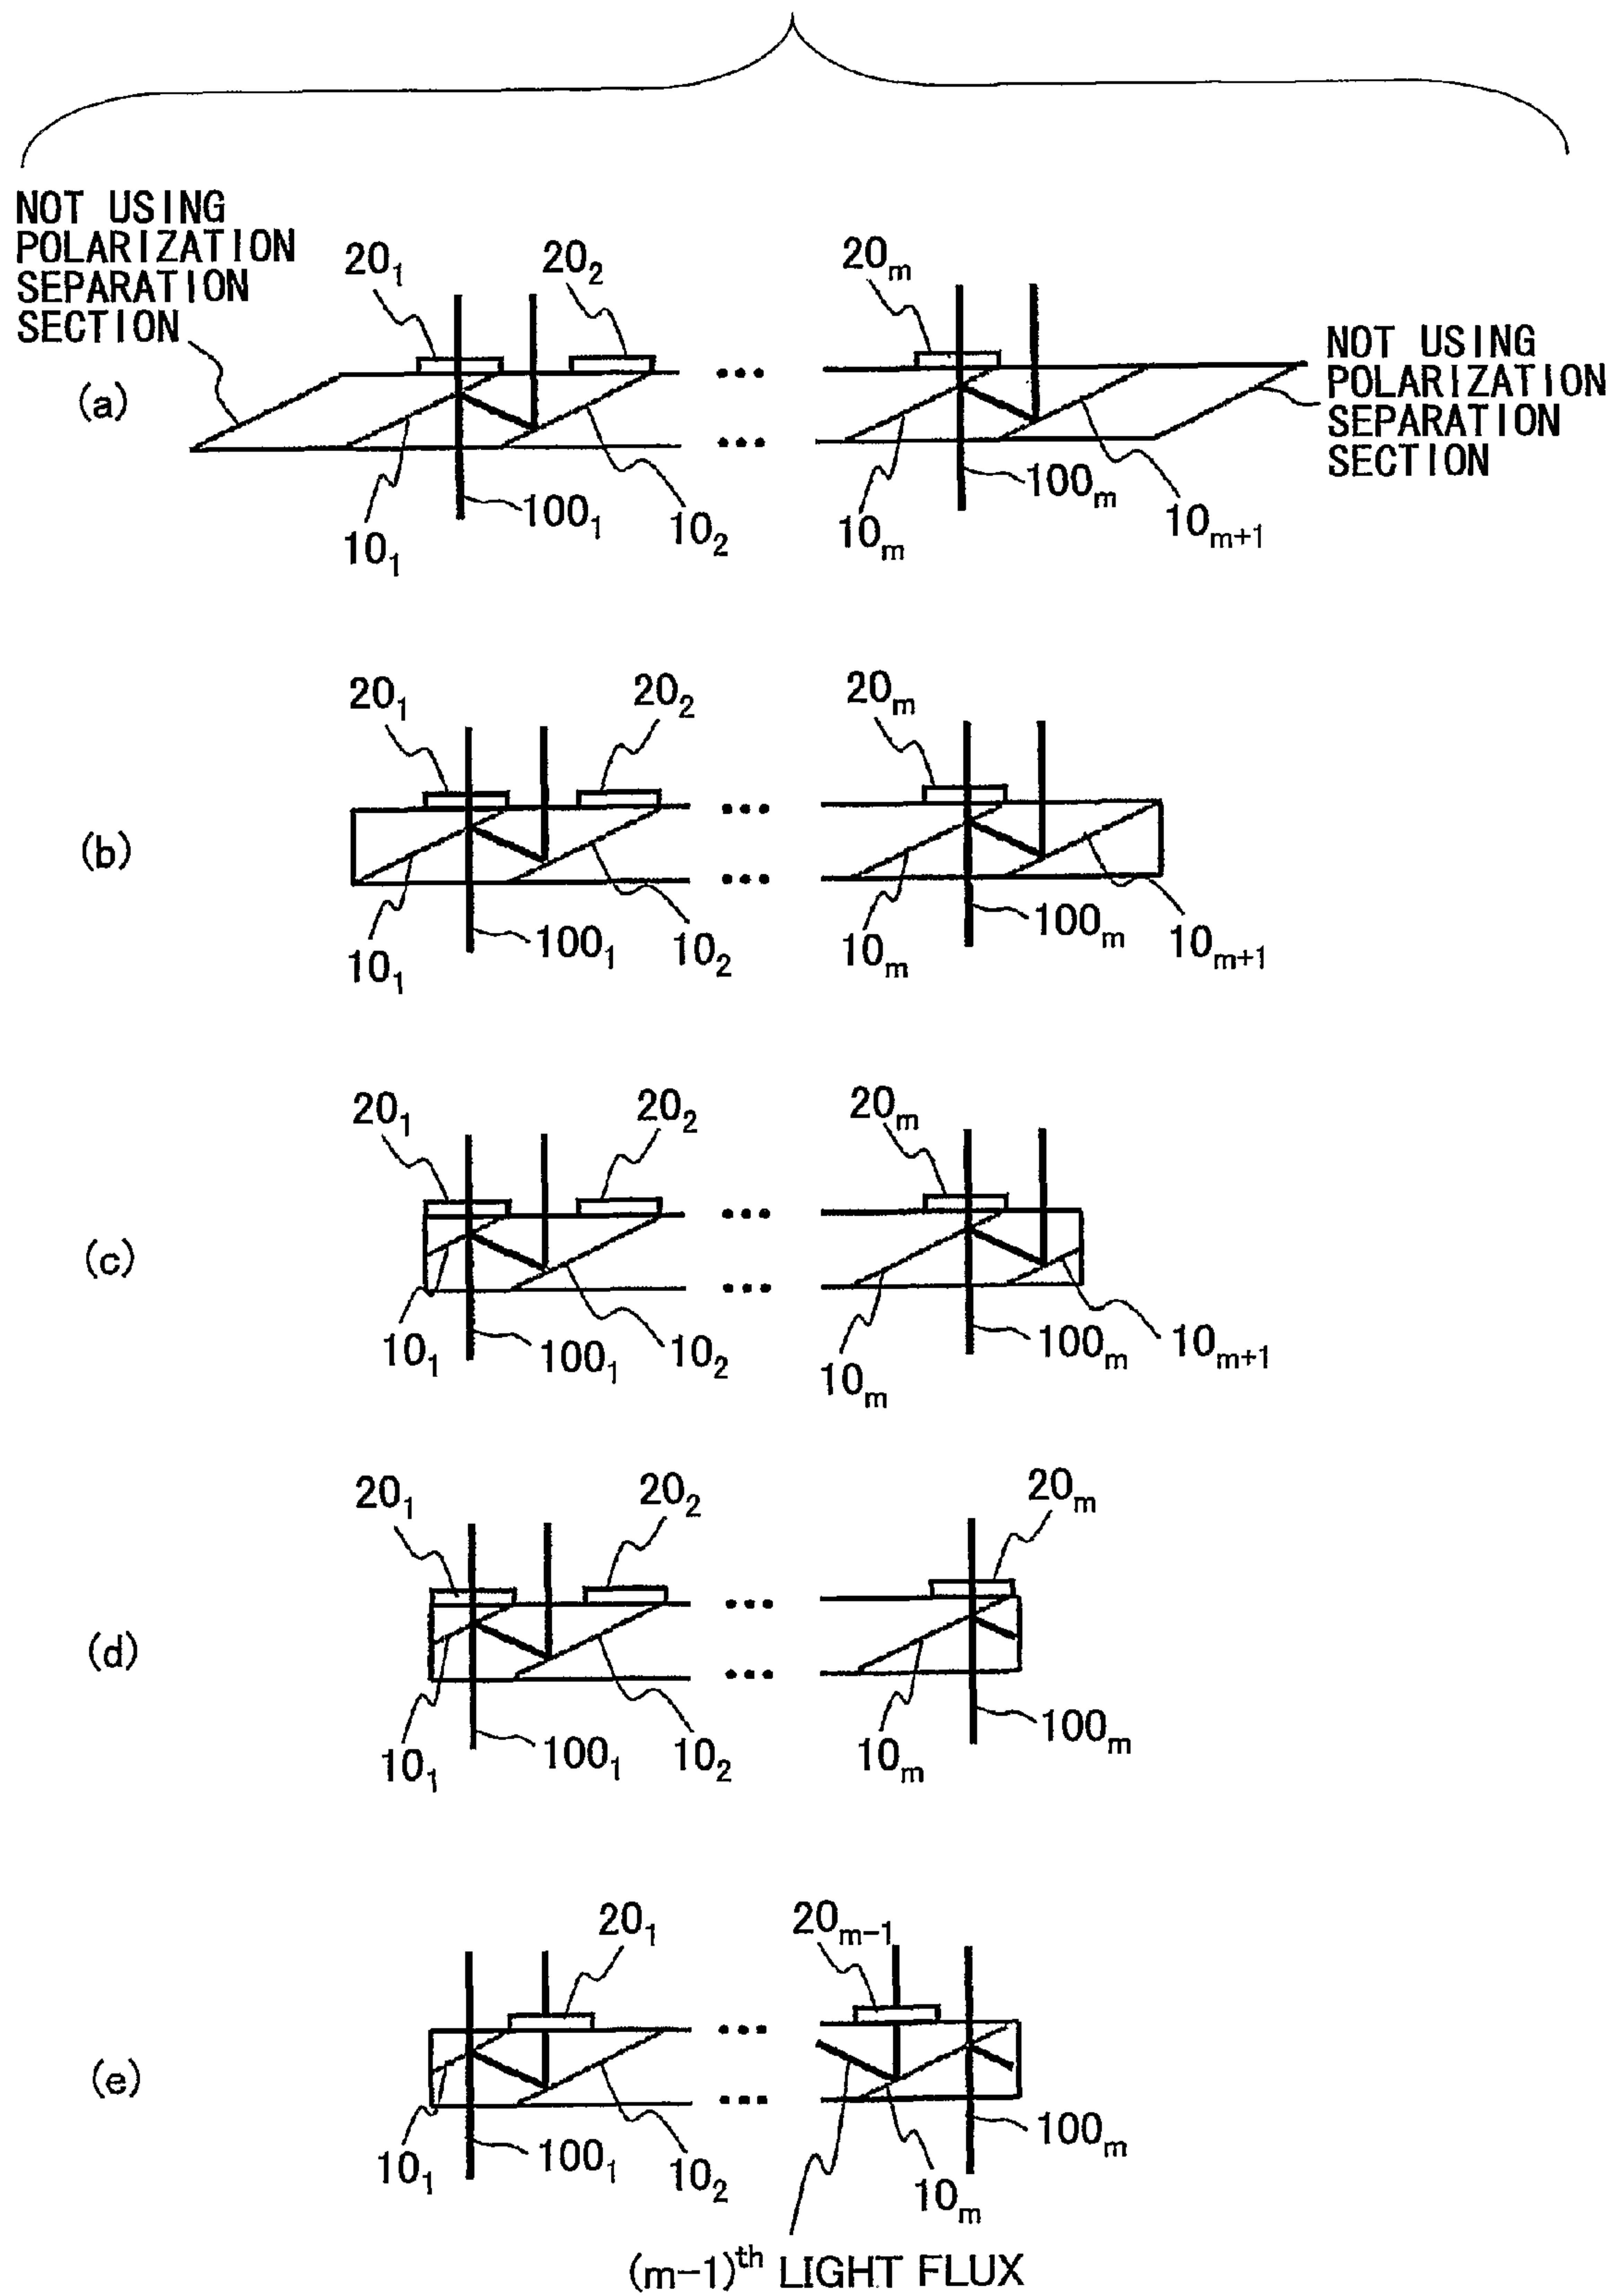 NOT USING
POLARIZATION
SEPARATION
SECTION
20₁
20₂
20ₘ
NOT USING
POLARIZATION
SEPARATION
SECTION
(a)
10₁
100₁
10₂
10ₘ
100ₘ
10ₘ₊₁
20₁
20₂
20ₘ
(b)
10₁
100₁
10₂
10ₘ
100ₘ
10ₘ₊₁
20₁
20₂
20ₘ
(c)
10₁
100₁
10₂
10ₘ
100ₘ
10ₘ₊₁
20₁
20₂
20ₘ
(d)
10₁
100₁
10₂
10ₘ
100ₘ
20₁
20ₘ₋₁
(e)
10₁
100₁
10₂
10ₘ
100ₘ
(m-1)ᵗʰ LIGHT FLUX